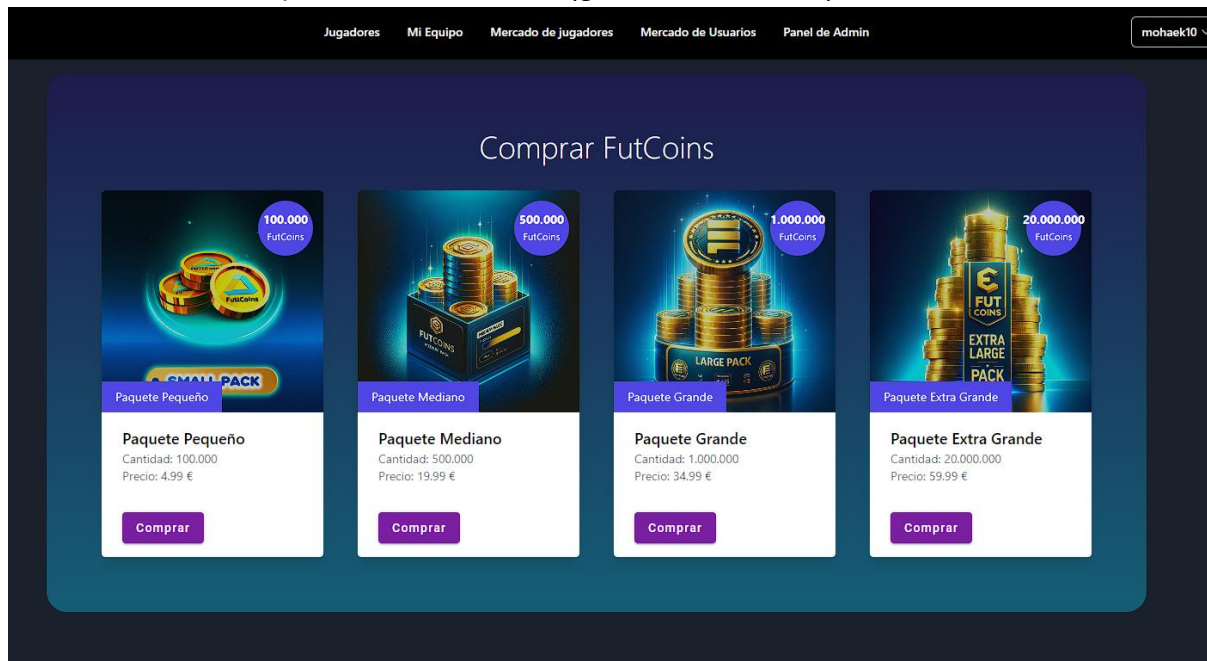 Jugadores Mi Equipo Mercado de jugadores Mercado de Usuarios Panel de Admin mohaek10
Comprar FutCoins
100.000
FutCoins
SMALL PACK
Paquete Pequeño
Paquete Pequeño
Cantidad: 100.000
Precio: 4.99 €
Comprar
500.000
FutCoins
FUTCOINS
Paquete Mediano
Paquete Mediano
Cantidad: 500.000
Precio: 19.99 €
Comprar
1.000.000
FutCoins
LARGE PACK
Paquete Grande
Paquete Grande
Cantidad: 1.000.000
Precio: 34.99 €
Comprar
20.000.000
FutCoins
FUT
COINS
EXTRA
LARGE
PACK
Paquete Extra Grande
Paquete Extra Grande
Cantidad: 20.000.000
Precio: 59.99 €
Comprar